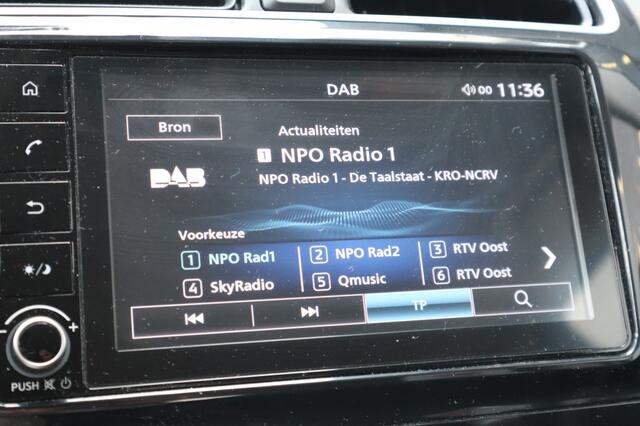 DAB
00 11:36
Bron
Actualiteiten
1 NPO Radio 1
DAB
NPO Radio 1 - De Taalstaat - KRO-NCRV
Voorkeuze
1 NPO Rad1
2 NPO Rad2
3 RTV Oost
4 SkyRadio
5 Qmusic
6 RTV Oost
TP
PUSH